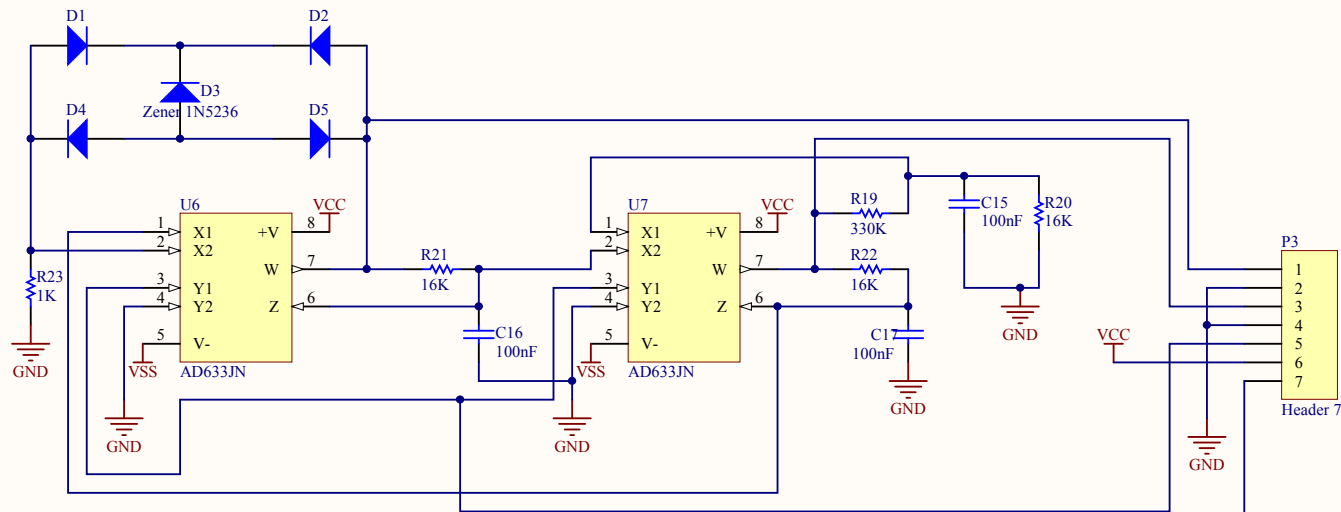 D1
D2
D3
Zener 1N5236
D4
D5
U6
VCC
1
X1
+V
8
2
X2
W
7
3
Y1
4
Y2
Z
6
5
V-
VSS
AD633JN
R23
1K
GND
GND
R21
16K
C16
100nF
GND
U7
VCC
1
X1
+V
8
2
X2
W
7
3
Y1
4
Y2
Z
6
5
V-
VSS
AD633JN
R19
330K
R22
16K
C17
100nF
GND
C15
100nF
R20
16K
GND
P3
1
2
3
4
5
6
7
Header 7
VCC
GND